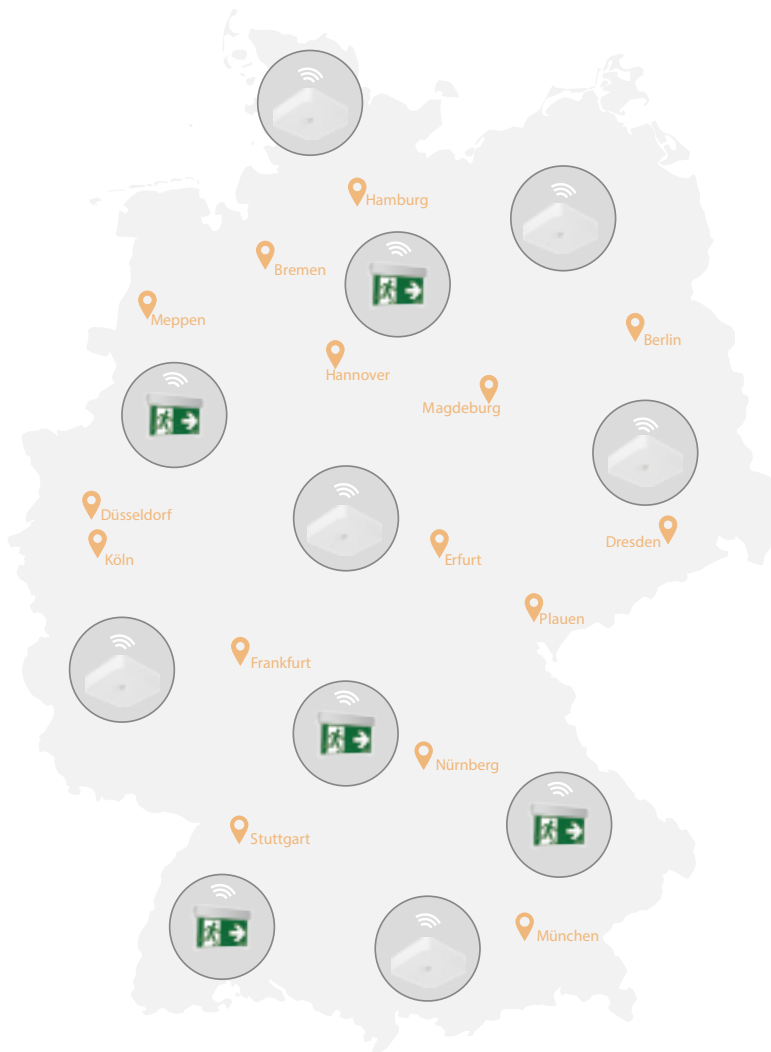 Hamburg
Bremen
Meppen
Berlin
Hannover
Magdeburg
Düsseldorf
Dresden
Köln
Erfurt
Plauen
Frankfurt
Nürnberg
Stuttgart
München